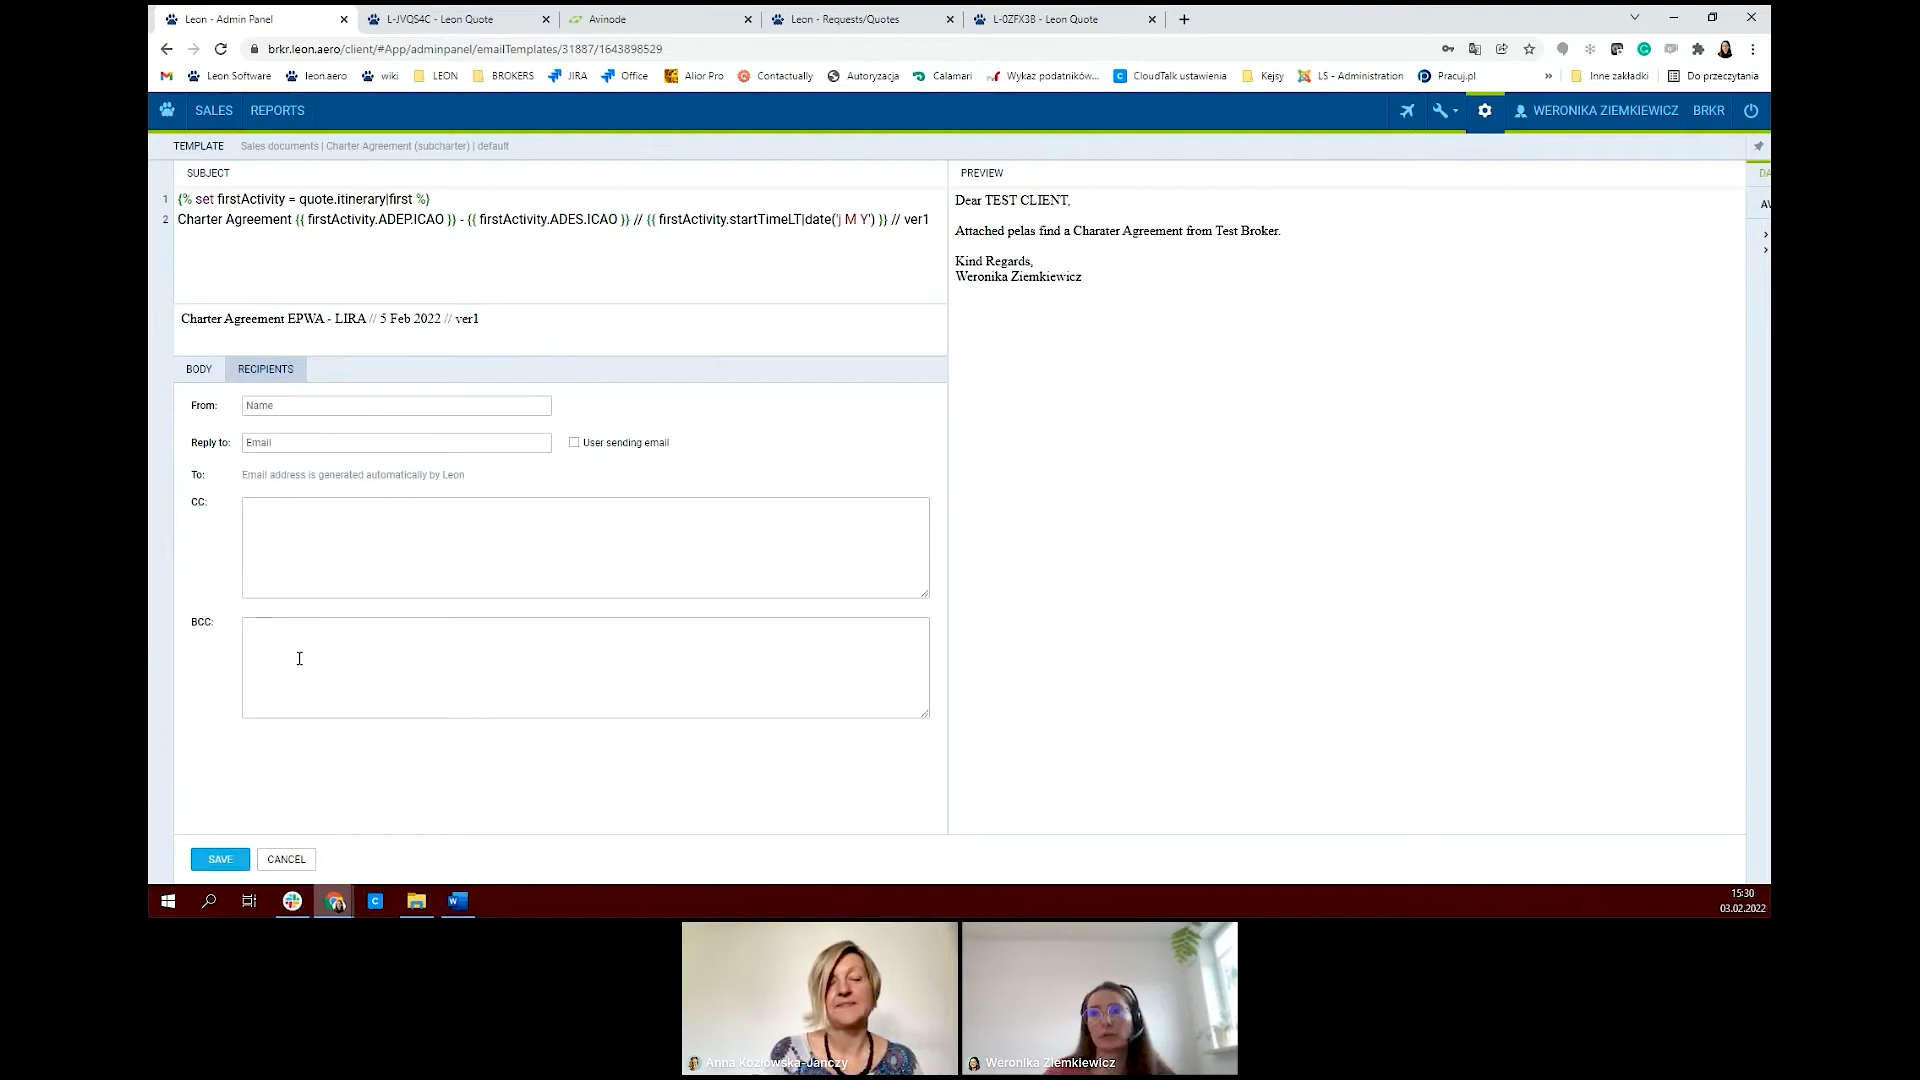 Leon - Admin Panel
L-JVQS4C - Leon Quote
Avinode
Leon - Requests/Quotes
L-0ZFX3B - Leon Quote
brkr.leon.aero/client/#App/adminpanel/emailTemplates/31887/1643898529
Leon Software
leon.aero
wiki
LEON
BROKERS
JIRA
Office
Alior Pro
Contactually
Autoryzacja
Calamari
Wykaz podatników...
CloudTalk ustawienia
Kejsy
LS - Administration
Pracuj.pl
»
Inne zakładki
Do przeczytania
SALES
REPORTS
WERONIKA ZIEMKIEWICZ
BRKR
TEMPLATE
Sales documents | Charter Agreement (subcharter) | default
SUBJECT
1 {% set firstActivity = quote.itinerary|first %}
2 Charter Agreement {{ firstActivity.ADEP.ICAO }} - {{ firstActivity.ADES.ICAO }} // {{ firstActivity.startTimeLT|date('j M Y') }} // ver1
Charter Agreement EPWA - LIRA // 5 Feb 2022 // ver1
PREVIEW
Dear TEST CLIENT,
Attached pelas find a Charater Agreement from Test Broker.
Kind Regards,
Weronika Ziemkiewicz
DA
AV
BODY
RECIPIENTS
From:
Name
Reply to:
Email
User sending email
To:
Email address is generated automatically by Leon
CC:
BCC:
SAVE
CANCEL
15:30
03.02.2022
Anna Kozłowska-Janczy
Weronika Ziemkiewicz